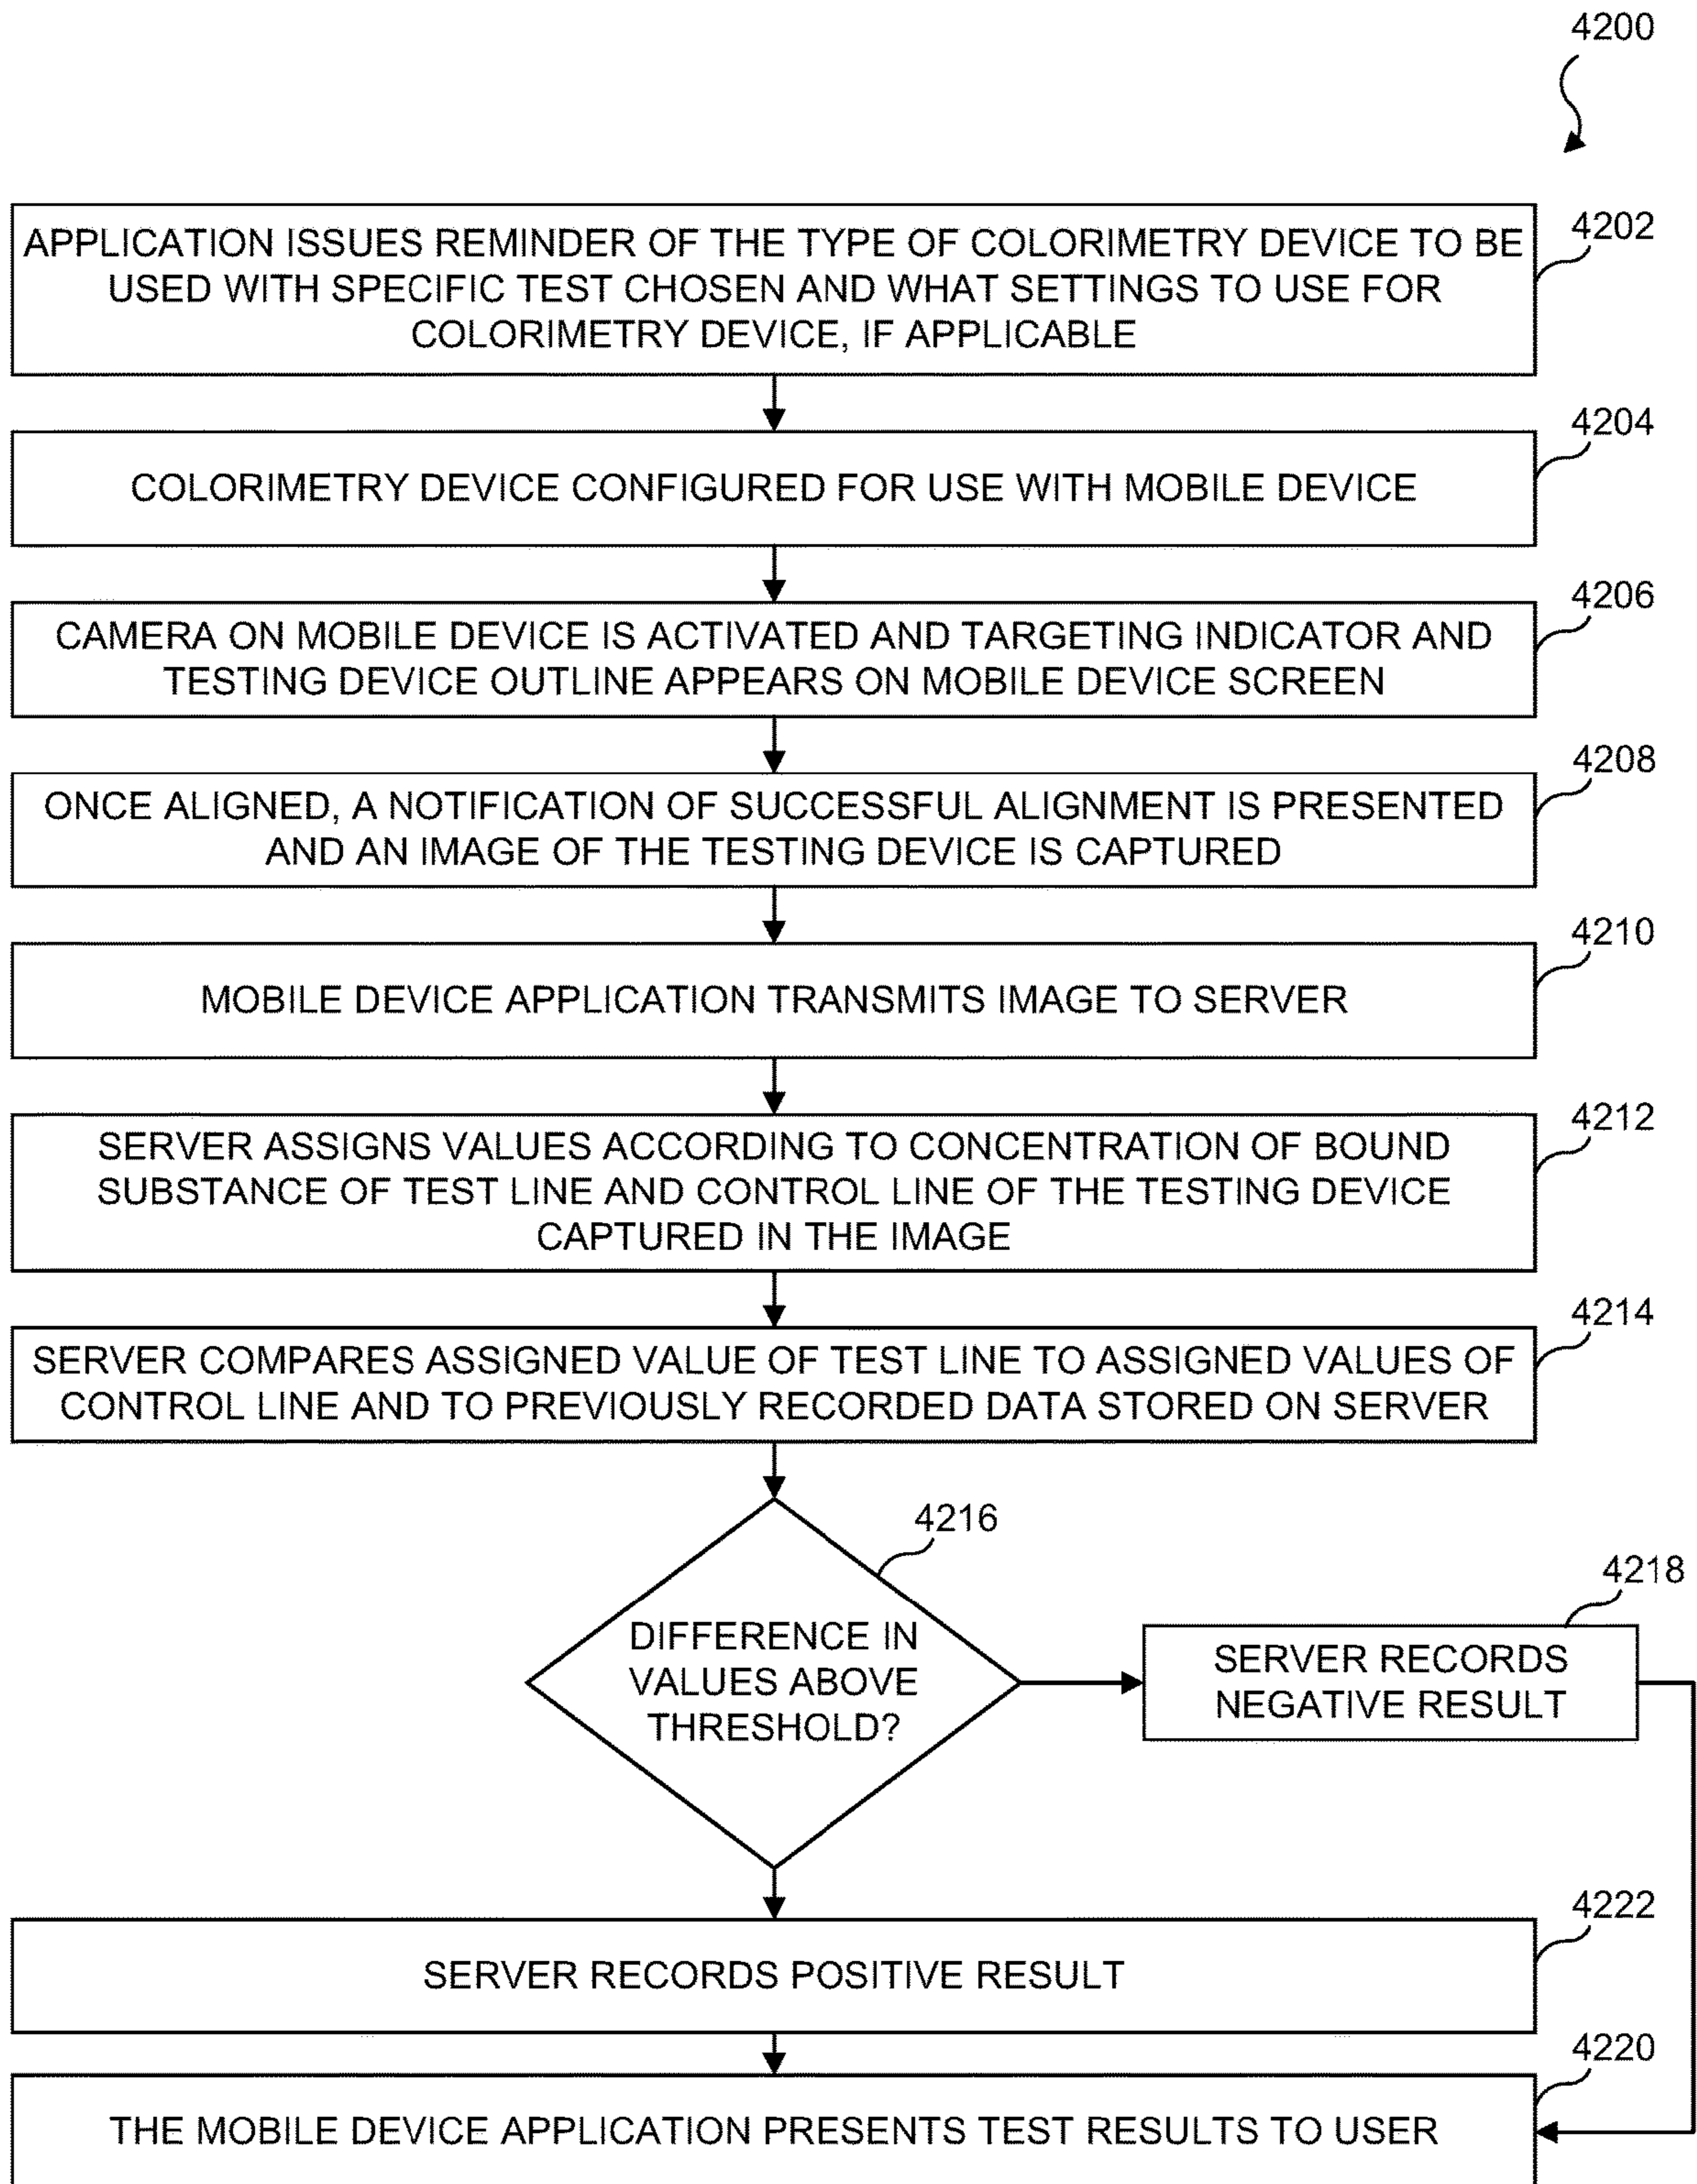 4200
4202
APPLICATION ISSUES REMINDER OF THE TYPE OF COLORIMETRY DEVICE TO BE
USED WITH SPECIFIC TEST CHOSEN AND WHAT SETTINGS TO USE FOR
COLORIMETRY DEVICE, IF APPLICABLE
4204
COLORIMETRY DEVICE CONFIGURED FOR USE WITH MOBILE DEVICE
4206
CAMERA ON MOBILE DEVICE IS ACTIVATED AND TARGETING INDICATOR AND
TESTING DEVICE OUTLINE APPEARS ON MOBILE DEVICE SCREEN
4208
ONCE ALIGNED, A NOTIFICATION OF SUCCESSFUL ALIGNMENT IS PRESENTED
AND AN IMAGE OF THE TESTING DEVICE IS CAPTURED
4210
MOBILE DEVICE APPLICATION TRANSMITS IMAGE TO SERVER
4212
SERVER ASSIGNS VALUES ACCORDING TO CONCENTRATION OF BOUND
SUBSTANCE OF TEST LINE AND CONTROL LINE OF THE TESTING DEVICE
CAPTURED IN THE IMAGE
4214
SERVER COMPARES ASSIGNED VALUE OF TEST LINE TO ASSIGNED VALUES OF
CONTROL LINE AND TO PREVIOUSLY RECORDED DATA STORED ON SERVER
4216
DIFFERENCE IN
VALUES ABOVE
THRESHOLD?
4218
SERVER RECORDS
NEGATIVE RESULT
4222
SERVER RECORDS POSITIVE RESULT
4220
THE MOBILE DEVICE APPLICATION PRESENTS TEST RESULTS TO USER